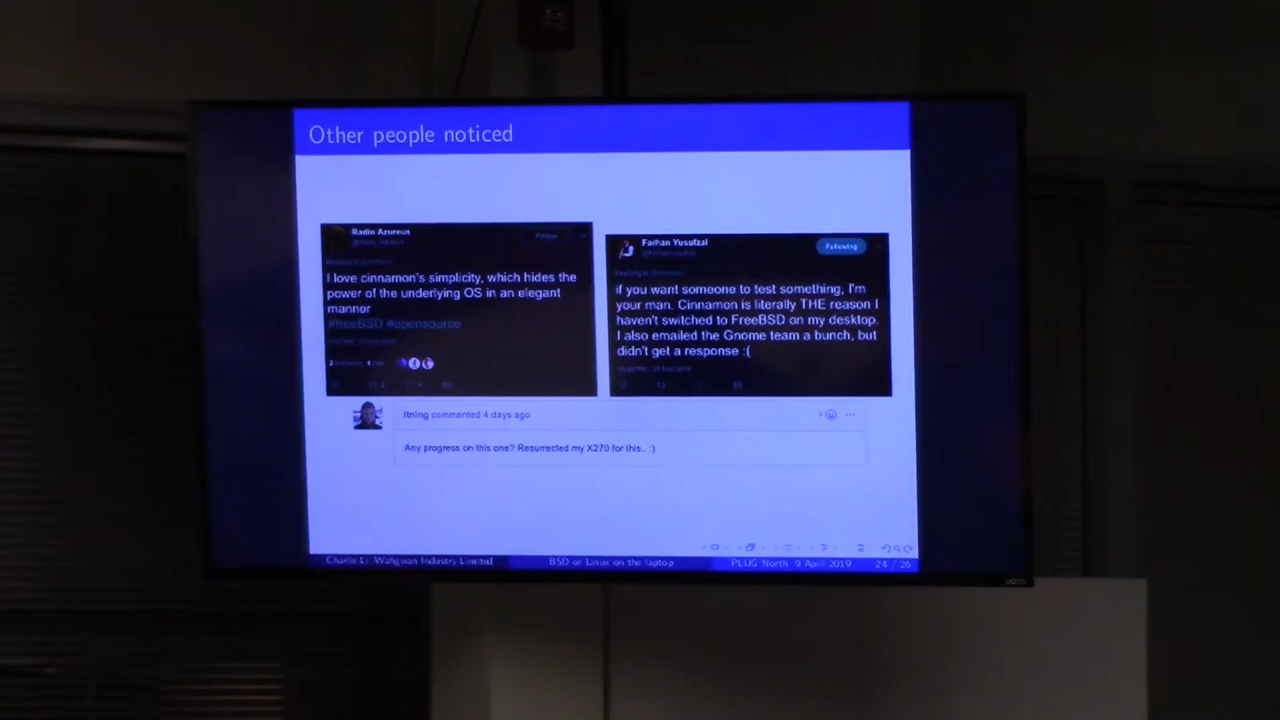 Other people noticed
Radin Azureus
I love cinnamon's simplicity, which hides the
power of the underlying OS in an elegant
manner
#freeBSD #opensource
Farhan Yusufzai
Following
if you want someone to test something, I'm
your man. Cinnamon is literally THE reason I
haven't switched to FreeBSD on my desktop.
I also emailed the Gnome team a bunch, but
didn't get a response :(
ltning commented 4 days ago
Any progress on this one? Resurrected my X270 for this.. :)
Charlie Li Waħgwan Industry Limited
BSD or Linux on the laptop
PLUG North 9 April 2019
24 / 26
VIZIO